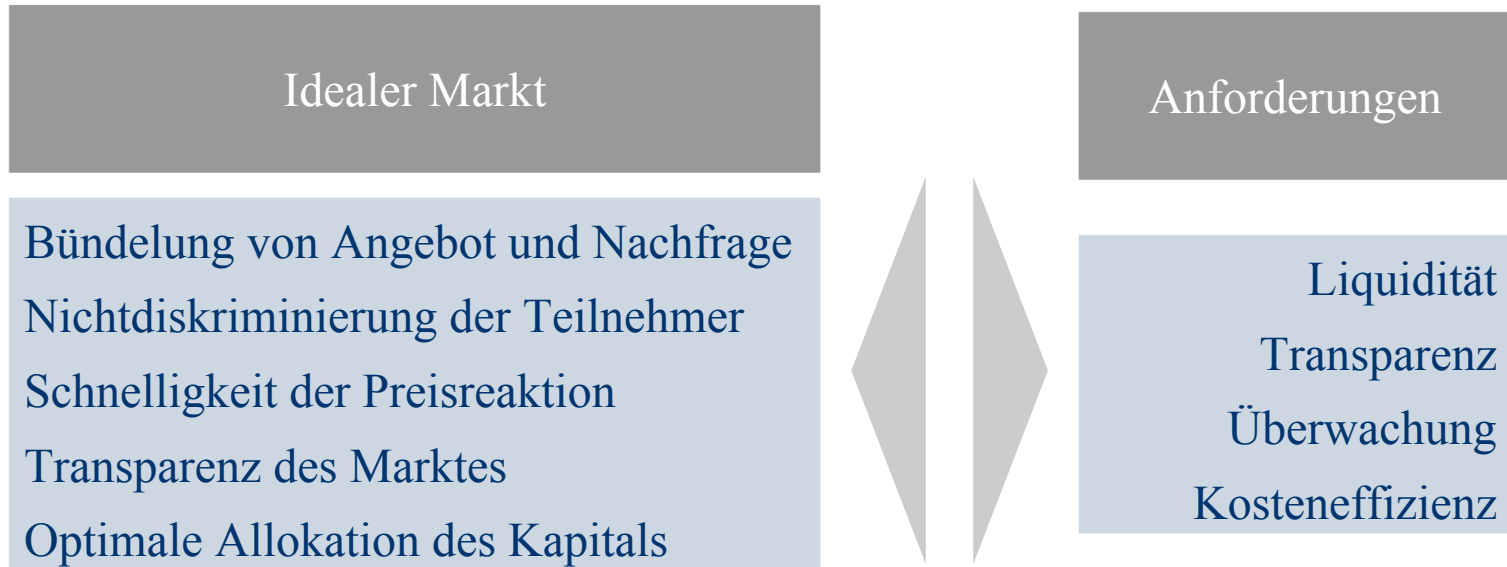 Idealer Markt
Bündelung von Angebot und Nachfrage
Nichtdiskriminierung der Teilnehmer
Schnelligkeit der Preisreaktion
Transparenz des Marktes
Optimale Allokation des Kapitals
Anforderungen
Liquidität
Transparenz
Überwachung
Kosteneffizienz